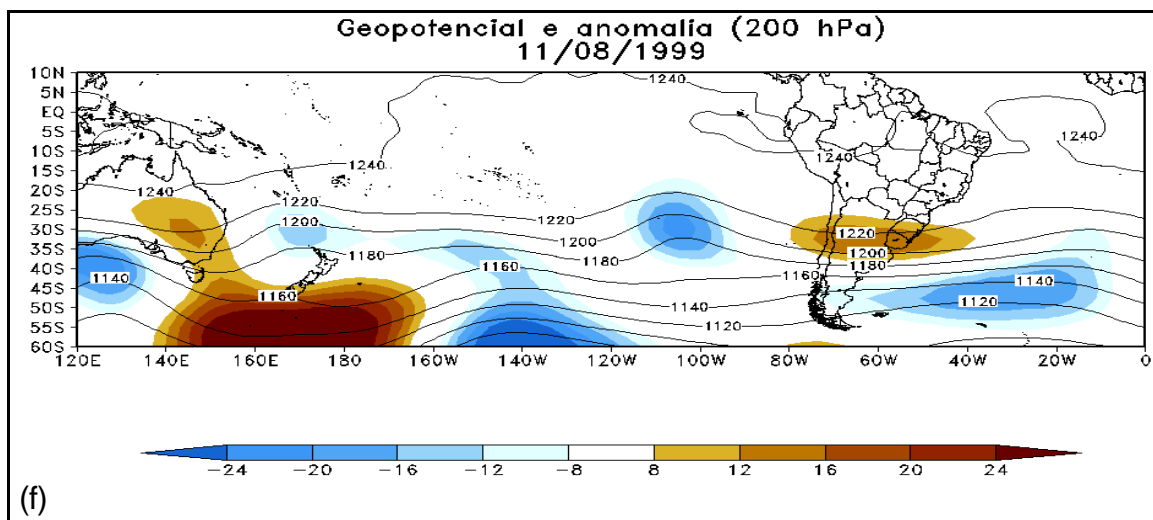 Geopotencial e anomalia (200 hPa)
11/08/1999
10N
5N
EQ
5S
10S
15S
20S
25S
30S
35S
40S
45S
50S
55S
60S
1240
1240
1240
1240
1240
1220
1220
1220
1200
1200
1200
1180
1180
1180
1160
1160
1160
1140
1140
1140
1120
1120
120E 140E 160E 180 160W 140W 120W 100W 80W 60W 40W 20W 0
-24 -20 -16 -12 -8 8 12 16 20 24
(f)